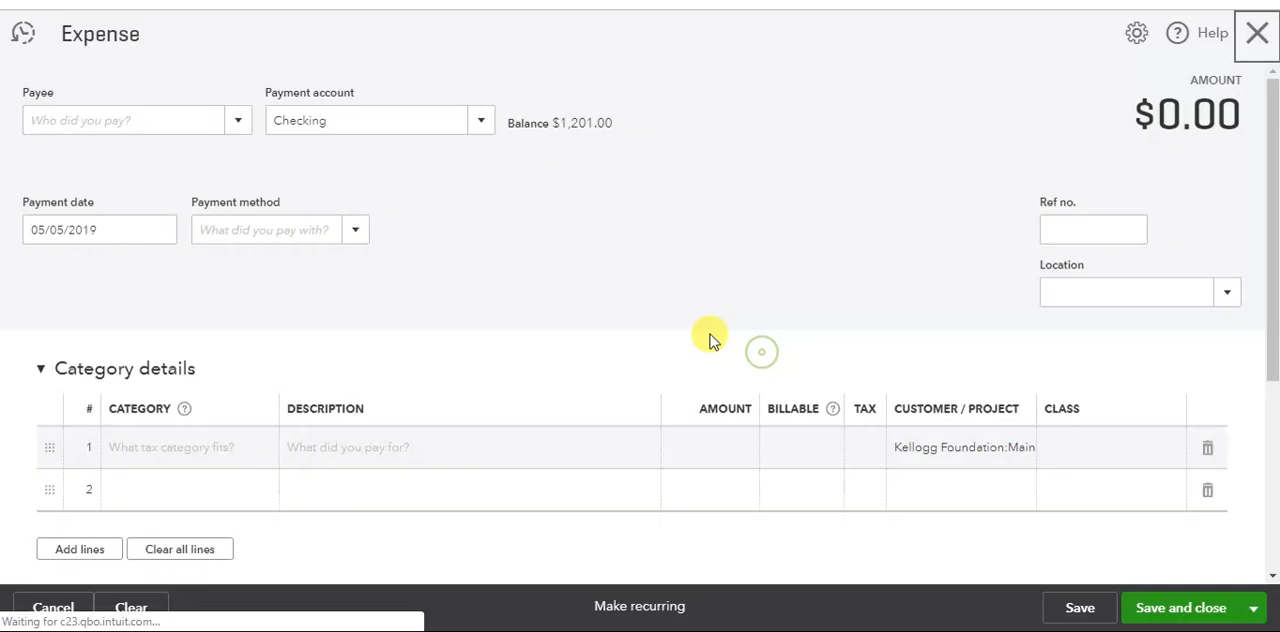 Expense
Help
Payee
Payment account
AMOUNT
Who did you pay?
Checking
Balance $1,201.00
$0.00
Payment date
Payment method
Ref no.
05/05/2019
What did you pay with?
Location
Category details
# CATEGORY DESCRIPTION AMOUNT BILLABLE TAX CUSTOMER / PROJECT CLASS
1 What tax category fits? What did you pay for? Kellogg Foundation:Main
2
Add lines
Clear all lines
Cancel
Clear
Make recurring
Save
Save and close
Waiting for c23.qbo.intuit.com...